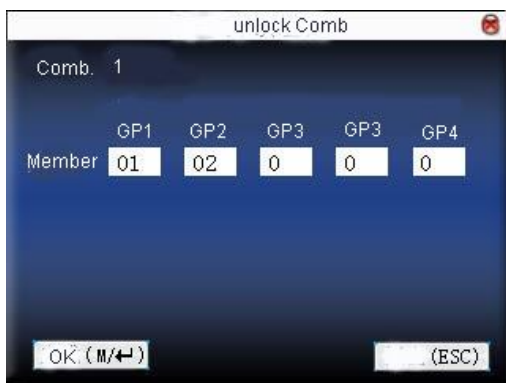 unlock Comb
Comb. 1
GP1 GP2 GP3 GP3 GP4
Member 01 02 0 0 0
OK (M/↵) (ESC)